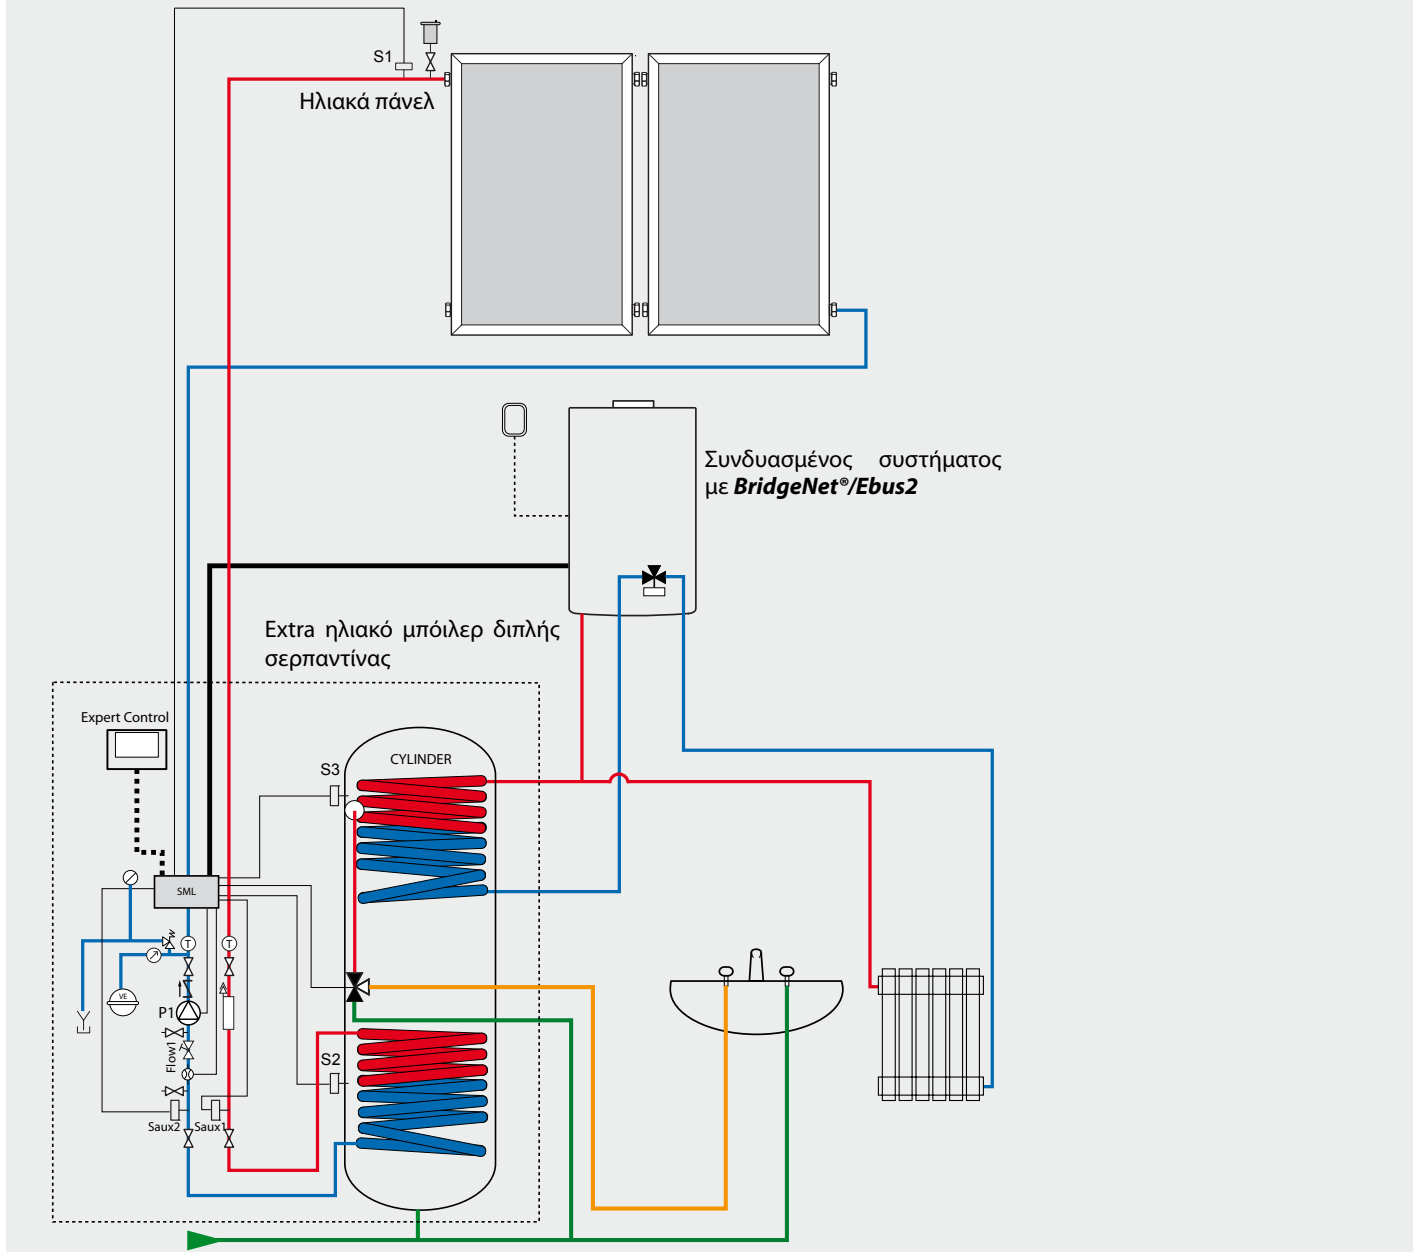 S1
Ηλιακά πάνελ
Συνδυασμένος συστήματος
με BridgeNet®/Ebus2
Extra ηλιακό μπόιλερ διπλής
σερπαντίνας
Expert Control
CYLINDER
S3
SML
T
T
VE
P1
Flow1
S2
Saux2
Saux1